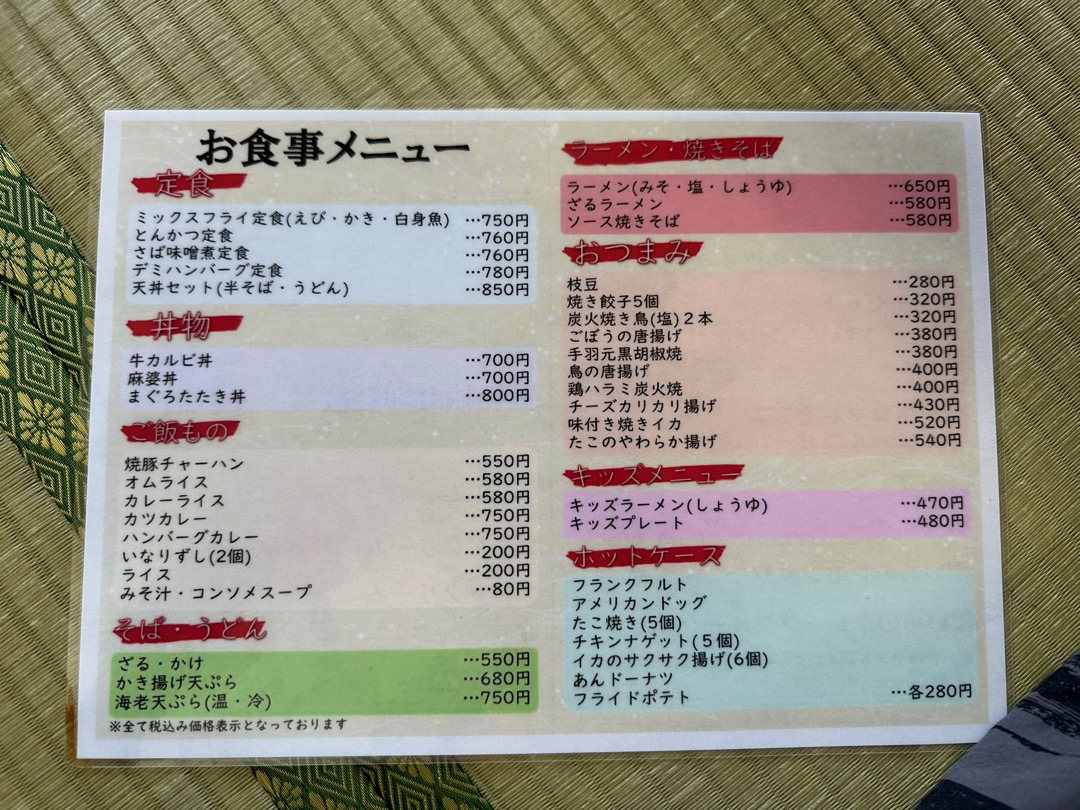 お食事メニュー
定食
ミックスフライ定食(えび・かき・白身魚) …750円
とんかつ定食 …760円
さば味噌煮定食 …760円
デミハンバーグ定食 …780円
天丼セット(半そば・うどん) …850円
丼物
牛カルビ丼 …700円
麻婆丼 …700円
まぐろたたき丼 …800円
ご飯もの
焼豚チャーハン …550円
オムライス …580円
カレーライス …580円
カツカレー …750円
ハンバーグカレー …750円
いなりずし(2個) …200円
ライス …200円
みそ汁・コンソメスープ …80円
そば・うどん
ざる・かけ …550円
かき揚げ天ぷら …680円
海老天ぷら(温・冷) …750円
※全て税込み価格表示となっております
ラーメン・焼きそば
ラーメン(みそ・塩・しょうゆ) …650円
ざるラーメン …580円
ソース焼きそば …580円
おつまみ
枝豆 …280円
焼き餃子5個 …320円
炭火焼き鳥(塩)２本 …320円
ごぼうの唐揚げ …380円
手羽元黒胡椒焼 …380円
鳥の唐揚げ …400円
鶏ハラミ炭火焼 …400円
チーズカリカリ揚げ …430円
味付き焼きイカ …520円
たこのやわらか揚げ …540円
キッズメニュー
キッズラーメン(しょうゆ) …470円
キッズプレート …480円
ホットケース
フランクフルト
アメリカンドッグ
たこ焼き(5個)
チキンナゲット(５個)
イカのサクサク揚げ(6個)
あんドーナツ
フライドポテト …各280円